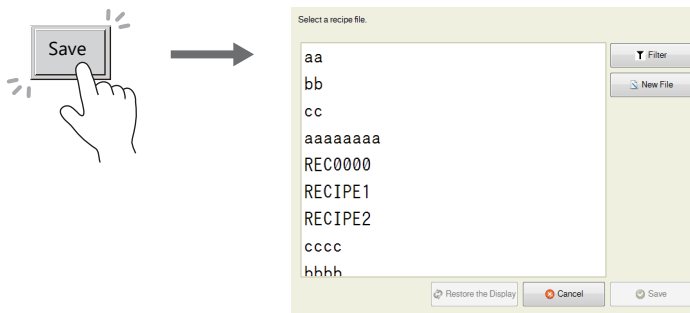 Save
Select a recipe file.
aa
bb
cc
aaaaaaaa
REC0000
RECIPE1
RECIPE2
cccc
bbbb
Filter
New File
Restore the Display
Cancel
Save